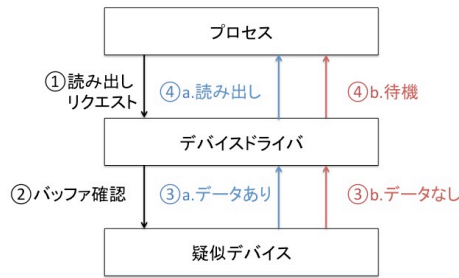 プロセス
①読み出し
リクエスト
④a.読み出し
④b.待機
デバイスドライバ
②バッファ確認
③a.データあり
③b.データなし
疑似デバイス